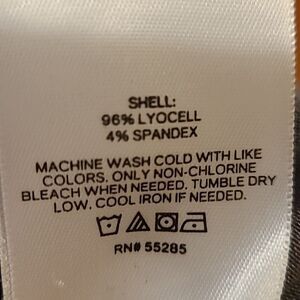 SHELL:
96% LYOCELL
4% SPANDEX
MACHINE WASH COLD WITH LIKE
COLORS. ONLY NON-CHLORINE
BLEACH WHEN NEEDED. TUMBLE DRY
LOW. COOL IRON IF NEEDED.
RN# 55285